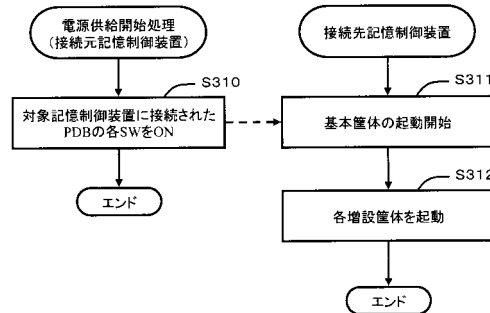 電源供給開始処理
(接続元記憶制御装置)
S310
対象記憶制御装置に接続された
PDBの各SWをON
エンド
接続先記憶制御装置
S311
基本筐体の起動開始
S312
各増設筐体を起動
エンド